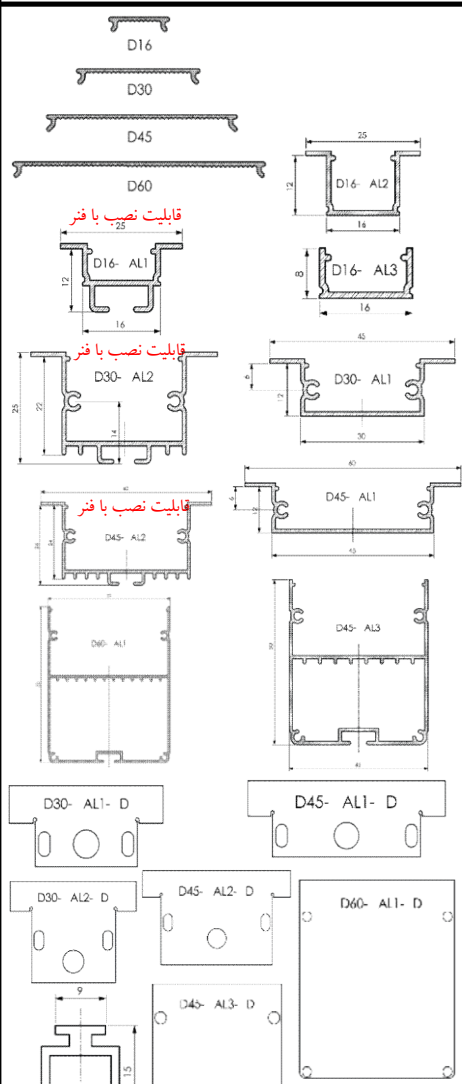 D16
D30
D45
D60
قابلیت نصب با فنر
25
12
D16- AL1
16
25
12
D16- AL2
16
8
D16- AL3
16
قابلیت نصب با فنر
D30- AL2
25
22
14
45
6
12
D30- AL1
30
قابلیت نصب با فنر
D45- AL2
60
6
12
D45- AL1
45
D60- AL1
D45- AL3
D30- AL1- D
D45- AL1- D
D30- AL2- D
D45- AL2- D
D60- AL1- D
D45- AL3- D
9
15